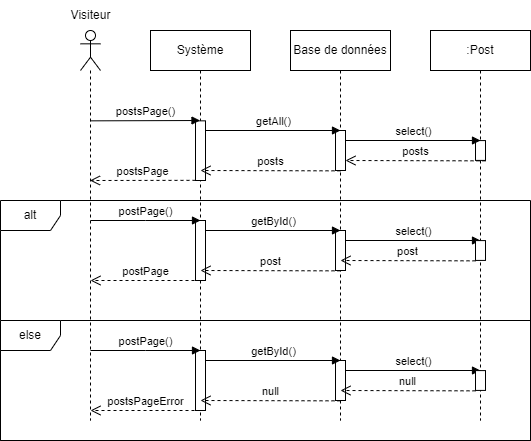 Visiteur
Système
Base de données
:Post
postsPage()
getAll()
select()
posts
posts
postsPage
alt
postPage()
getById()
select()
post
post
postPage
else
postPage()
getById()
select()
null
null
postsPageError